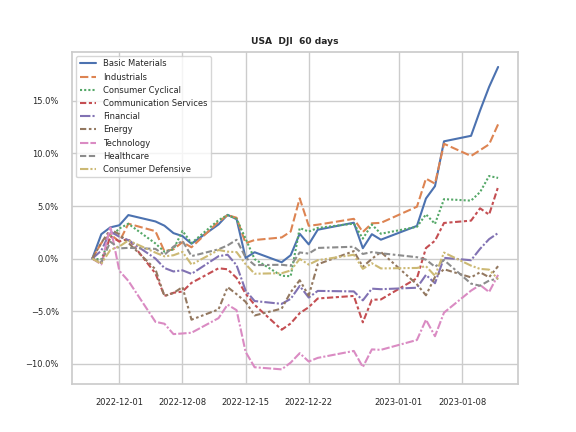 USA DJI 60 days
Basic Materials
Industrials
Consumer Cyclical
Communication Services
Financial
Energy
Technology
Healthcare
Consumer Defensive
15.0%
10.0%
5.0%
0.0%
−5.0%
−10.0%
2022-12-01 2022-12-08 2022-12-15 2022-12-22 2023-01-01 2023-01-08